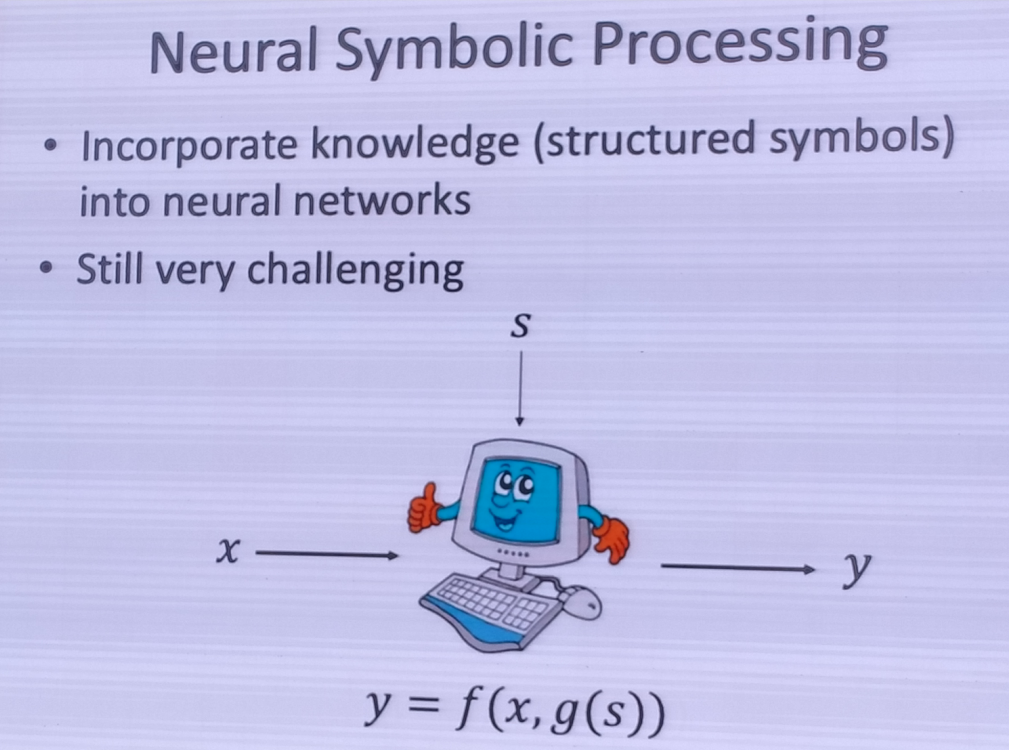 Neural Symbolic Processing
• Incorporate knowledge (structured symbols)
into neural networks
• Still very challenging
s
x
y
y = f(x, g(s))